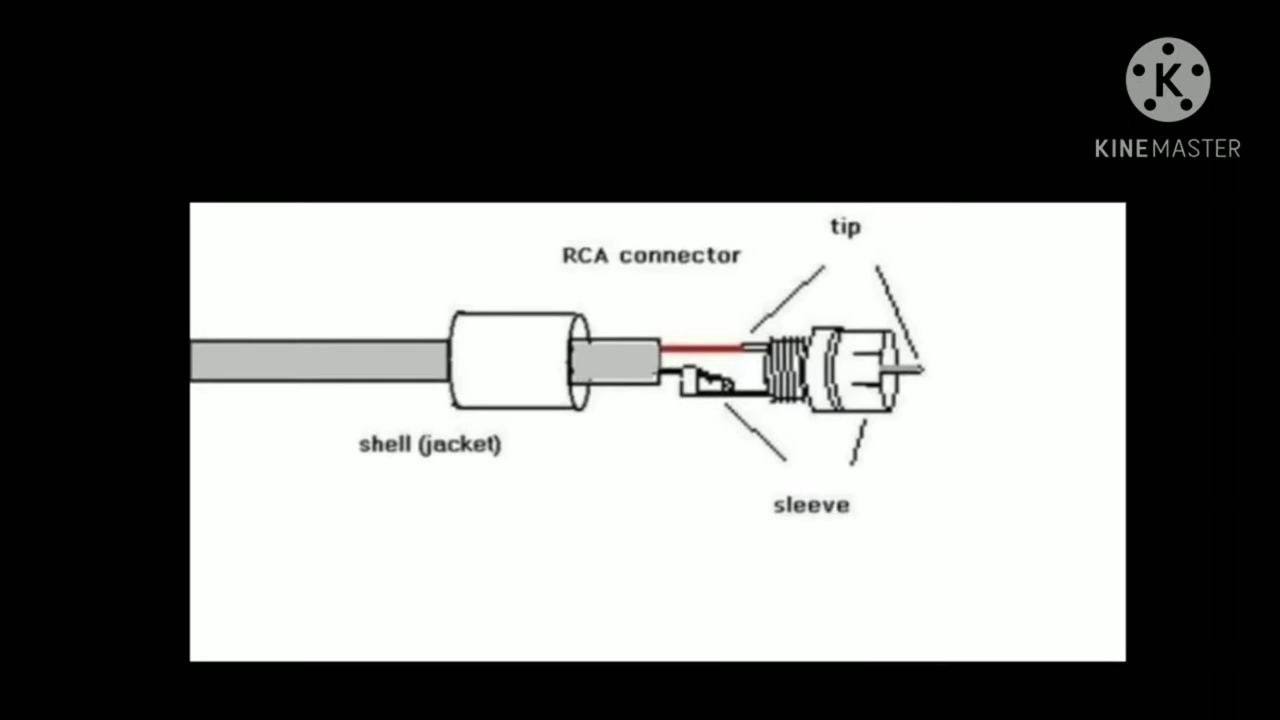 K
KINEMASTER
tip
RCA connector
shell (jacket)
sleeve